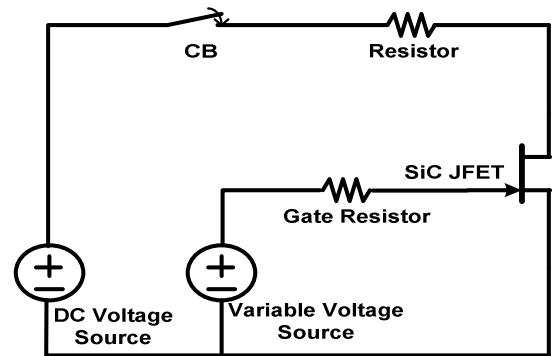 CB
Resistor
SiC JFET
Gate Resistor
DC Voltage
Source
Variable Voltage
Source